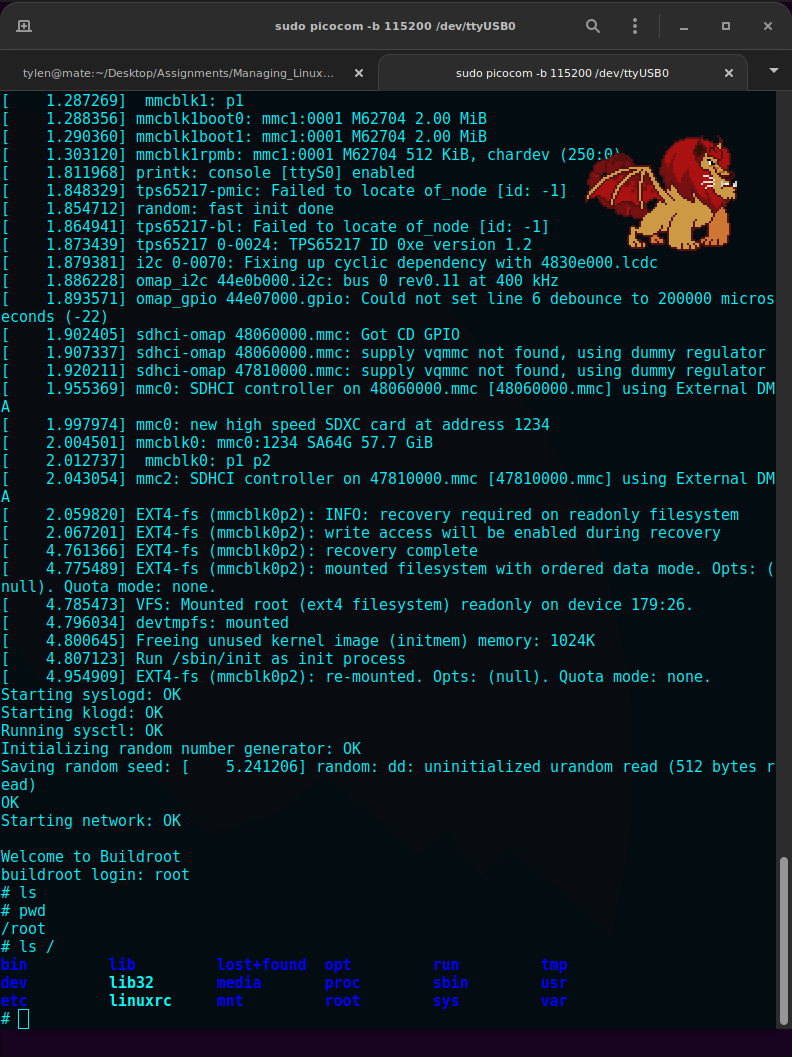 sudo picocom -b 115200 /dev/ttyUSB0
tylen@mate:~/Desktop/Assignments/Managing_Linux... × sudo picocom -b 115200 /dev/ttyUSB0 ×
[    1.287269]  mmcblk1: p1
[    1.288356] mmcblk1boot0: mmc1:0001 M62704 2.00 MiB
[    1.290360] mmcblk1boot1: mmc1:0001 M62704 2.00 MiB
[    1.303120] mmcblk1rpmb: mmc1:0001 M62704 512 KiB, chardev (250:0)
[    1.811968] printk: console [ttyS0] enabled
[    1.848329] tps65217-pmic: Failed to locate of_node [id: -1]
[    1.854712] random: fast init done
[    1.864941] tps65217-bl: Failed to locate of_node [id: -1]
[    1.873439] tps65217 0-0024: TPS65217 ID 0xe version 1.2
[    1.879381] i2c 0-0070: Fixing up cyclic dependency with 4830e000.lcdc
[    1.886228] omap_i2c 44e0b000.i2c: bus 0 rev0.11 at 400 kHz
[    1.893571] omap_gpio 44e07000.gpio: Could not set line 6 debounce to 200000 micros
econds (-22)
[    1.902405] sdhci-omap 48060000.mmc: Got CD GPIO
[    1.907337] sdhci-omap 48060000.mmc: supply vqmmc not found, using dummy regulator
[    1.920211] sdhci-omap 47810000.mmc: supply vqmmc not found, using dummy regulator
[    1.955369] mmc0: SDHCI controller on 48060000.mmc [48060000.mmc] using External DM
A
[    1.997974] mmc0: new high speed SDXC card at address 1234
[    2.004501] mmcblk0: mmc0:1234 SA64G 57.7 GiB
[    2.012737]  mmcblk0: p1 p2
[    2.043054] mmc2: SDHCI controller on 47810000.mmc [47810000.mmc] using External DM
A
[    2.059820] EXT4-fs (mmcblk0p2): INFO: recovery required on readonly filesystem
[    2.067201] EXT4-fs (mmcblk0p2): write access will be enabled during recovery
[    4.761366] EXT4-fs (mmcblk0p2): recovery complete
[    4.775489] EXT4-fs (mmcblk0p2): mounted filesystem with ordered data mode. Opts: (
null). Quota mode: none.
[    4.785473] VFS: Mounted root (ext4 filesystem) readonly on device 179:26.
[    4.796034] devtmpfs: mounted
[    4.800645] Freeing unused kernel image (initmem) memory: 1024K
[    4.807123] Run /sbin/init as init process
[    4.954909] EXT4-fs (mmcblk0p2): re-mounted. Opts: (null). Quota mode: none.
Starting syslogd: OK
Starting klogd: OK
Running sysctl: OK
Initializing random number generator: OK
Saving random seed: [    5.241206] random: dd: uninitialized urandom read (512 bytes r
ead)
OK
Starting network: OK
Welcome to Buildroot
buildroot login: root
# ls
# pwd
/root
# ls /
bin         lib         lost+found  opt         run         tmp
dev         lib32       media       proc        sbin        usr
etc         linuxrc     mnt         root        sys         var
#